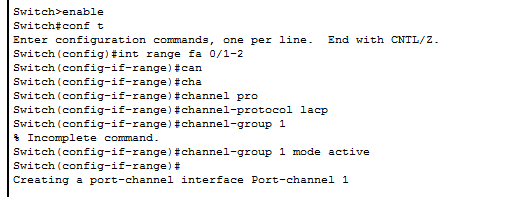 Switch>enable
Switch#conf t
Enter configuration commands, one per line.  End with CNTL/Z.
Switch(config)#int range fa 0/1-2
Switch(config-if-range)#can
Switch(config-if-range)#cha
Switch(config-if-range)#channel pro
Switch(config-if-range)#channel-protocol lacp
Switch(config-if-range)#channel-group 1
% Incomplete command.
Switch(config-if-range)#channel-group 1 mode active
Switch(config-if-range)#
Creating a port-channel interface Port-channel 1